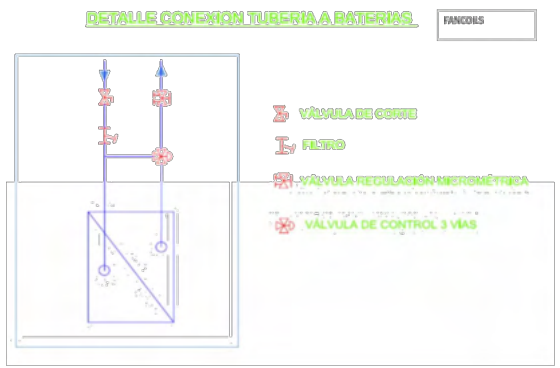 DETALLE CONEXION TUBERIA A BATERIAS
FANCOILS
VÁLVULA DE CORTE
FILTRO
VÁLVULA REGULACIÓN MICROMÉTRICA
VÁLVULA DE CONTROL 3 VÍAS